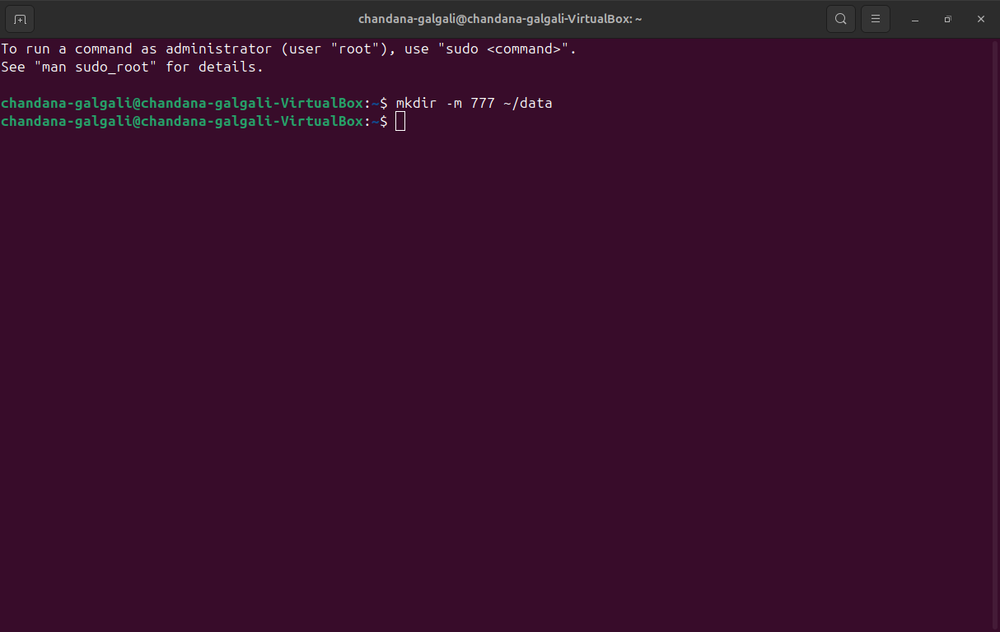 chandana-galgali@chandana-galgali-VirtualBox: ~
To run a command as administrator (user "root"), use "sudo <command>".
See "man sudo_root" for details.
chandana-galgali@chandana-galgali-VirtualBox:~$ mkdir -m 777 ~/data
chandana-galgali@chandana-galgali-VirtualBox:~$